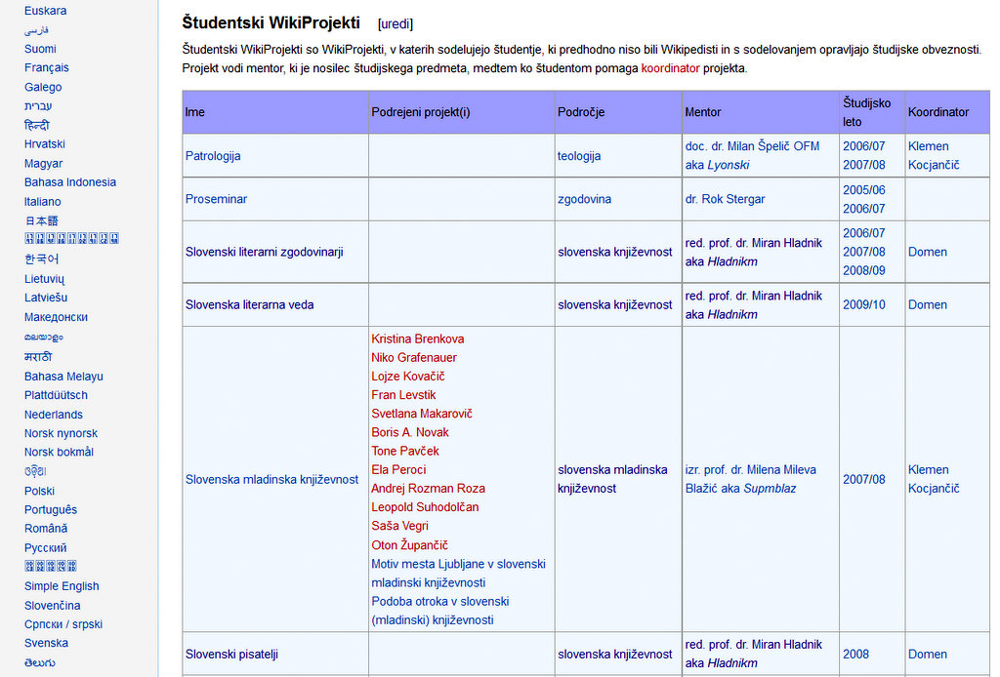 Euskara
فارسی
Suomi
Français
Galego
עברית
हिन्दी
Hrvatski
Magyar
Bahasa Indonesia
Italiano
日本語
한국어
Lietuvių
Latviešu
Македонски
മലയാളം
मराठी
Bahasa Melayu
Plattdüütsch
Nederlands
Norsk nynorsk
Norsk bokmål
ଓଡ଼ିଆ
Polski
Português
Română
Русский
Simple English
Slovenčina
Српски / srpski
Svenska
తెలుగు
Študentski WikiProjekti [uredi]
Študentski WikiProjekti so WikiProjekti, v katerih sodelujejo študentje, ki predhodno niso bili Wikipedisti in s sodelovanjem opravljajo študijske obveznosti.
Projekt vodi mentor, ki je nosilec študijskega predmeta, medtem ko študentom pomaga koordinator projekta.
Ime
Podrejeni projekt(i)
Področje
Mentor
Študijsko
leto
Koordinator
Patrologija
teologija
doc. dr. Milan Špelič OFM
aka Lyonski
2006/07
2007/08
Klemen
Kocjančič
Proseminar
zgodovina
dr. Rok Stergar
2005/06
2006/07
Slovenski literarni zgodovinarji
slovenska književnost
red. prof. dr. Miran Hladnik
aka Hladnikm
2006/07
2007/08
2008/09
Domen
Slovenska literarna veda
slovenska književnost
red. prof. dr. Miran Hladnik
aka Hladnikm
2009/10
Domen
Slovenska mladinska književnost
Kristina Brenkova
Niko Grafenauer
Lojze Kovačič
Fran Levstik
Svetlana Makarovič
Boris A. Novak
Tone Pavček
Ela Peroci
Andrej Rozman Roza
Leopold Suhodolčan
Saša Vegri
Oton Župančič
Motiv mesta Ljubljane v slovenski
mladinski književnosti
Podoba otroka v slovenski
(mladinski) književnosti
slovenska mladinska
književnost
izr. prof. dr. Milena Mileva
Blažić aka Supmblaz
2007/08
Klemen
Kocjančič
Slovenski pisatelji
slovenska književnost
red. prof. dr. Miran Hladnik
aka Hladnikm
2008
Domen